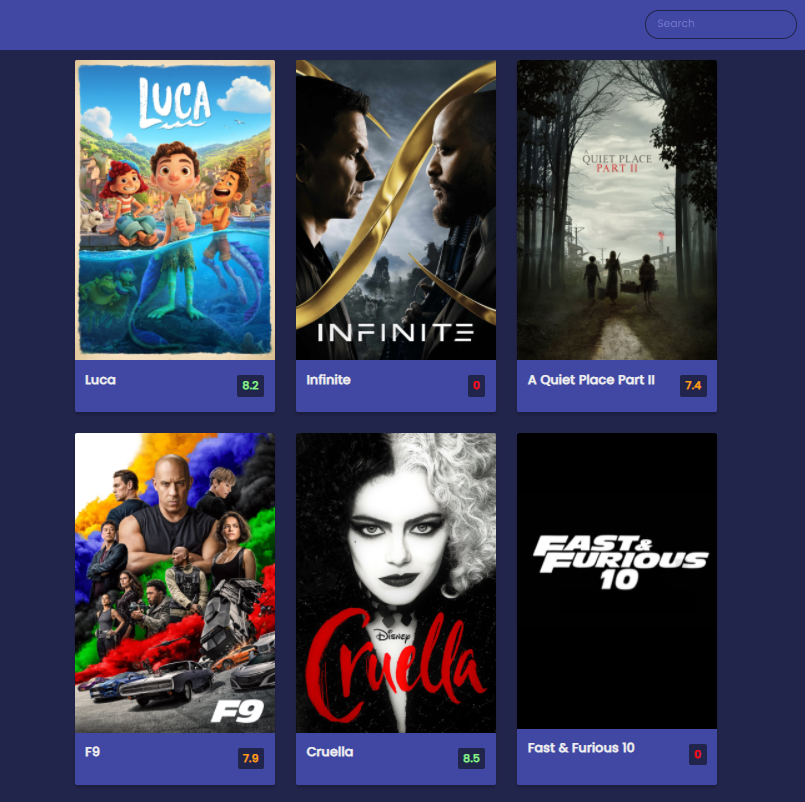 Search
LUCA
INFINITE
A QUIET PLACE
PART II
Luca
8.2
Infinite
0
A Quiet Place Part II
7.4
F9
DISNEY
Cruella
FAST &
FURIOUS
10
F9
7.9
Cruella
8.5
Fast & Furious 10
0